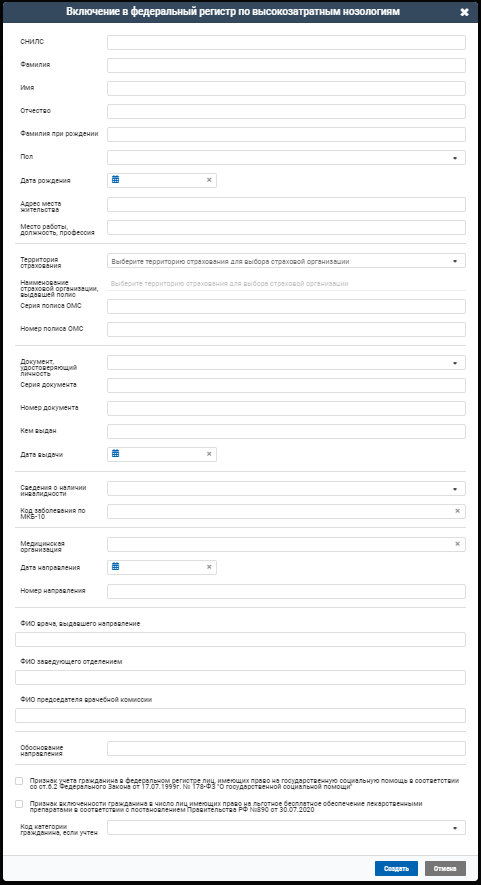 Включение в федеральный регистр по высокозатратным нозологиям
СНИЛС
Фамилия
Имя
Отчество
Фамилия при рождении
Пол
Дата рождения
Адрес места
жительства
Место работы,
должность, профессия
Территория
страхования
Выберите территорию страхования для выбора страховой организации
Наименование
страховой организации,
выдавшей полис
Выберите территорию страхования для выбора страховой организации
Серия полиса ОМС
Номер полиса ОМС
Документ,
удостоверяющий
личность
Серия документа
Номер документа
Кем выдан
Дата выдачи
Сведения о наличии
инвалидности
Код заболевания по
МКБ-10
Медицинская
организация
Дата направления
Номер направления
ФИО врача, выдавшего направление
ФИО заведующего отделением
ФИО председателя врачебной комиссии
Обоснование
направления
Признак учета гражданина в федеральном регистре лиц, имеющих право на государственную социальную помощь в соответствии
со ст.6.2 Федерального Закона от 17.07.1999г. № 178-ФЗ "О государственной социальной помощи"
Признак включенности гражданина в число лиц имеющих право на льготное бесплатное обеспечение лекарственными
препаратами в соответствии с постановлением Правительства РФ №890 от 30.07.2020
Код категории
гражданина, если учтен
Создать
Отмена